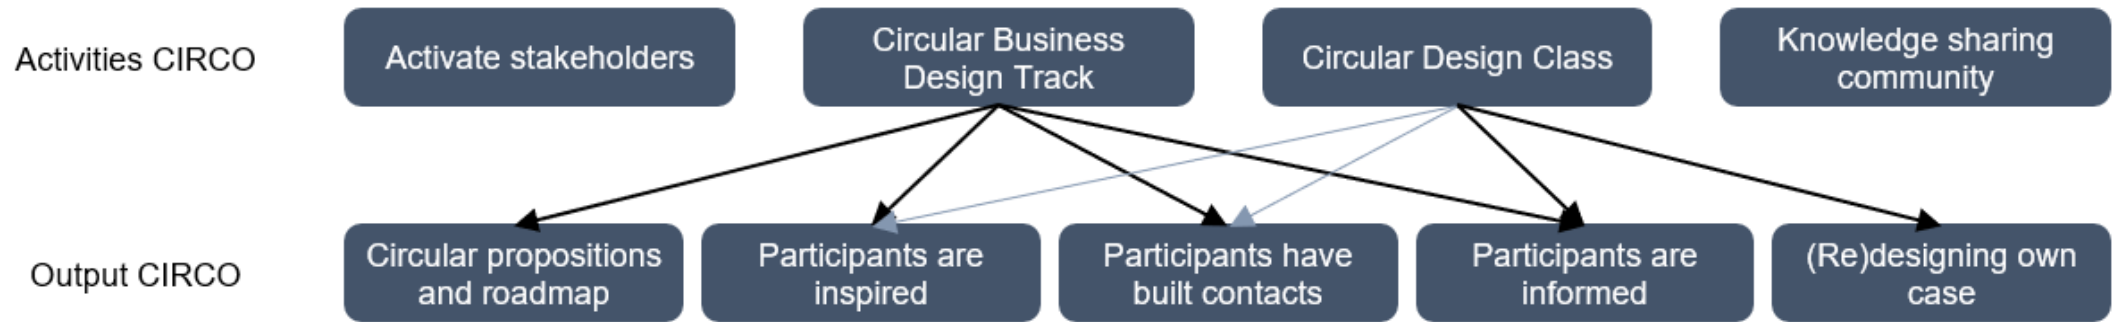 Activities CIRCO
Activate stakeholders
Circular Business
Design Track
Circular Design Class
Knowledge sharing
community
Output CIRCO
Circular propositions
and roadmap
Participants are
inspired
Participants have
built contacts
Participants are
informed
(Re)designing own
case